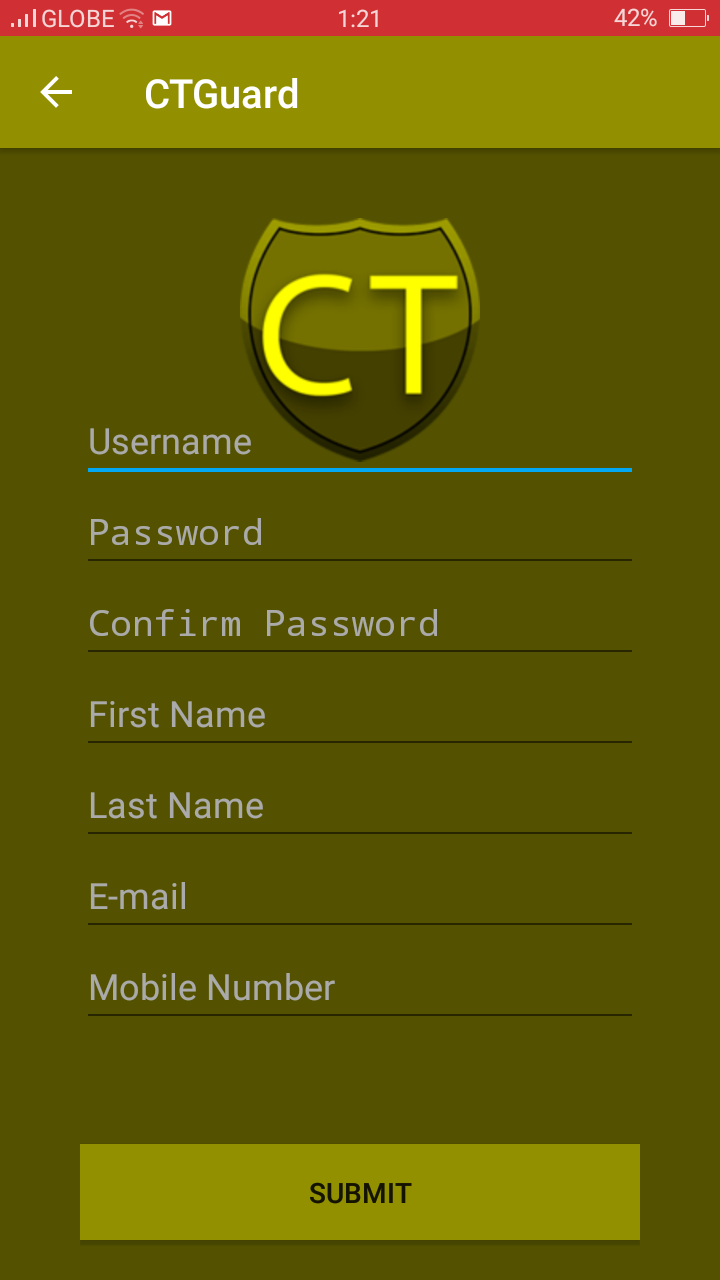 GLOBE 1:21 42%
CTGuard
CT
Username
Password
Confirm Password
First Name
Last Name
E-mail
Mobile Number
SUBMIT